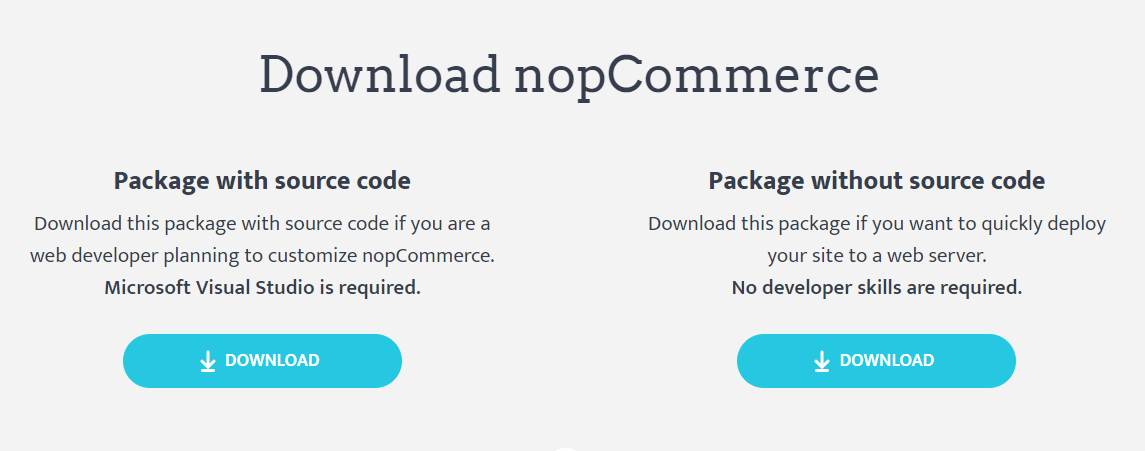 Download nopCommerce
Package with source code
Download this package with source code if you are a
web developer planning to customize nopCommerce.
Microsoft Visual Studio is required.
DOWNLOAD
Package without source code
Download this package if you want to quickly deploy
your site to a web server.
No developer skills are required.
DOWNLOAD